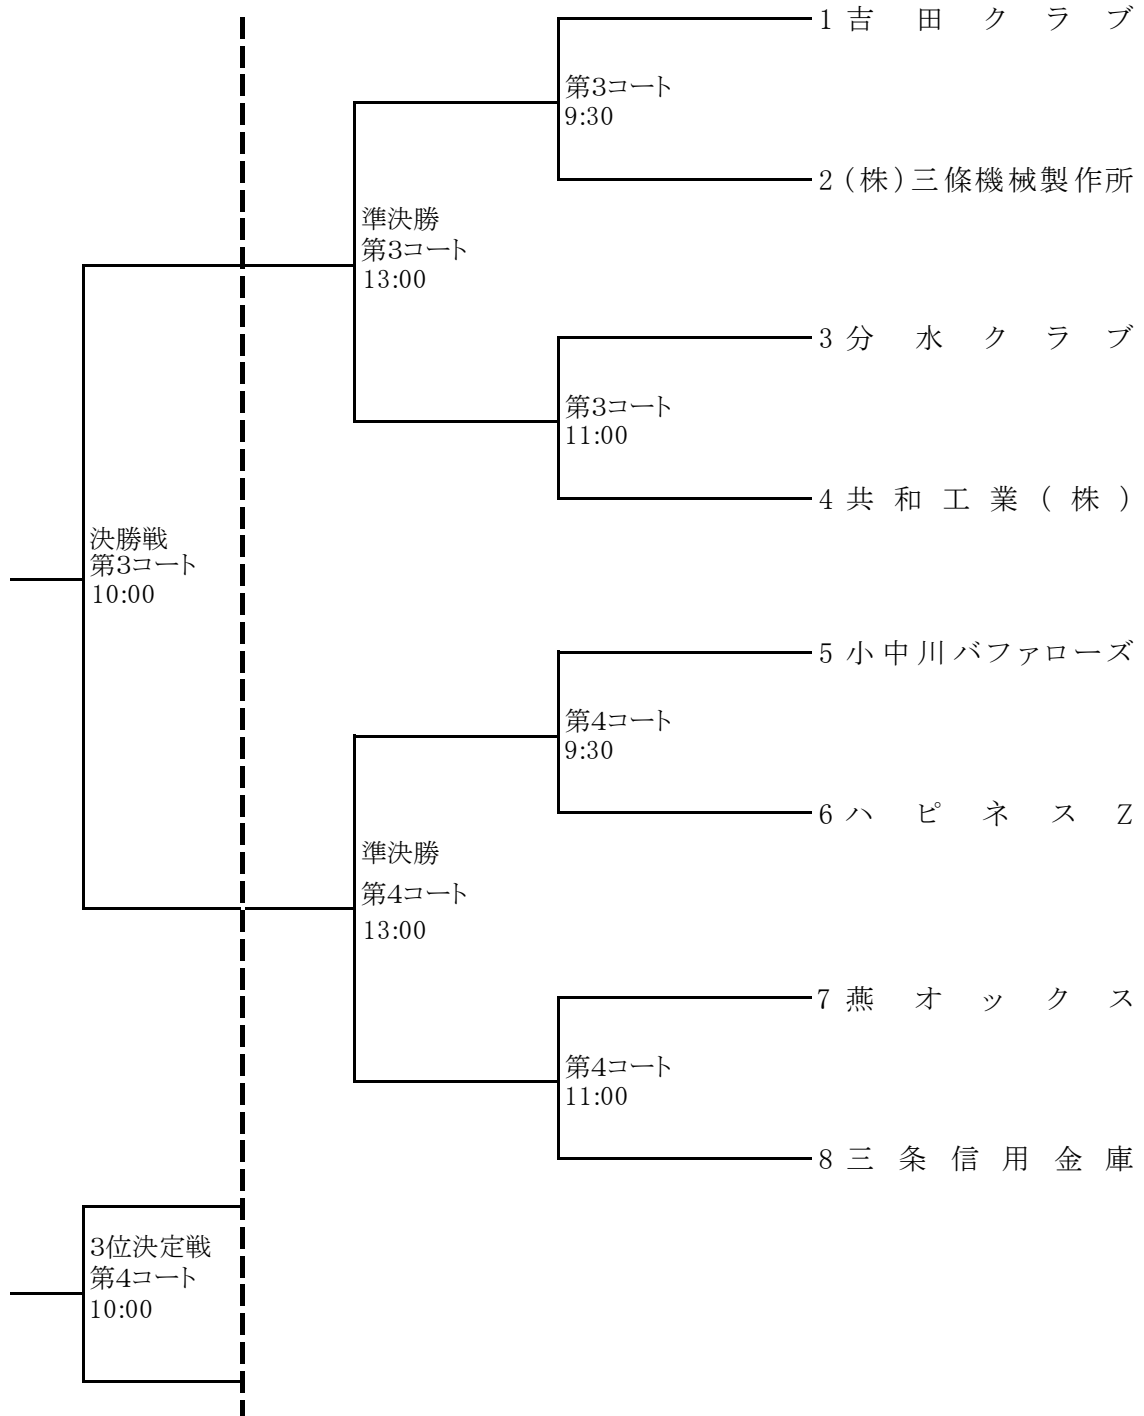 1 吉田クラブ
第3コート
9:30
2 (株)三條機械製作所
準決勝
第3コート
13:00
3 分水クラブ
第3コート
11:00
4 共和工業(株)
決勝戦
第3コート
10:00
5 小中川バファローズ
第4コート
9:30
6 ハピネスZ
準決勝
第4コート
13:00
7 燕オックス
第4コート
11:00
8 三条信用金庫
3位決定戦
第4コート
10:00